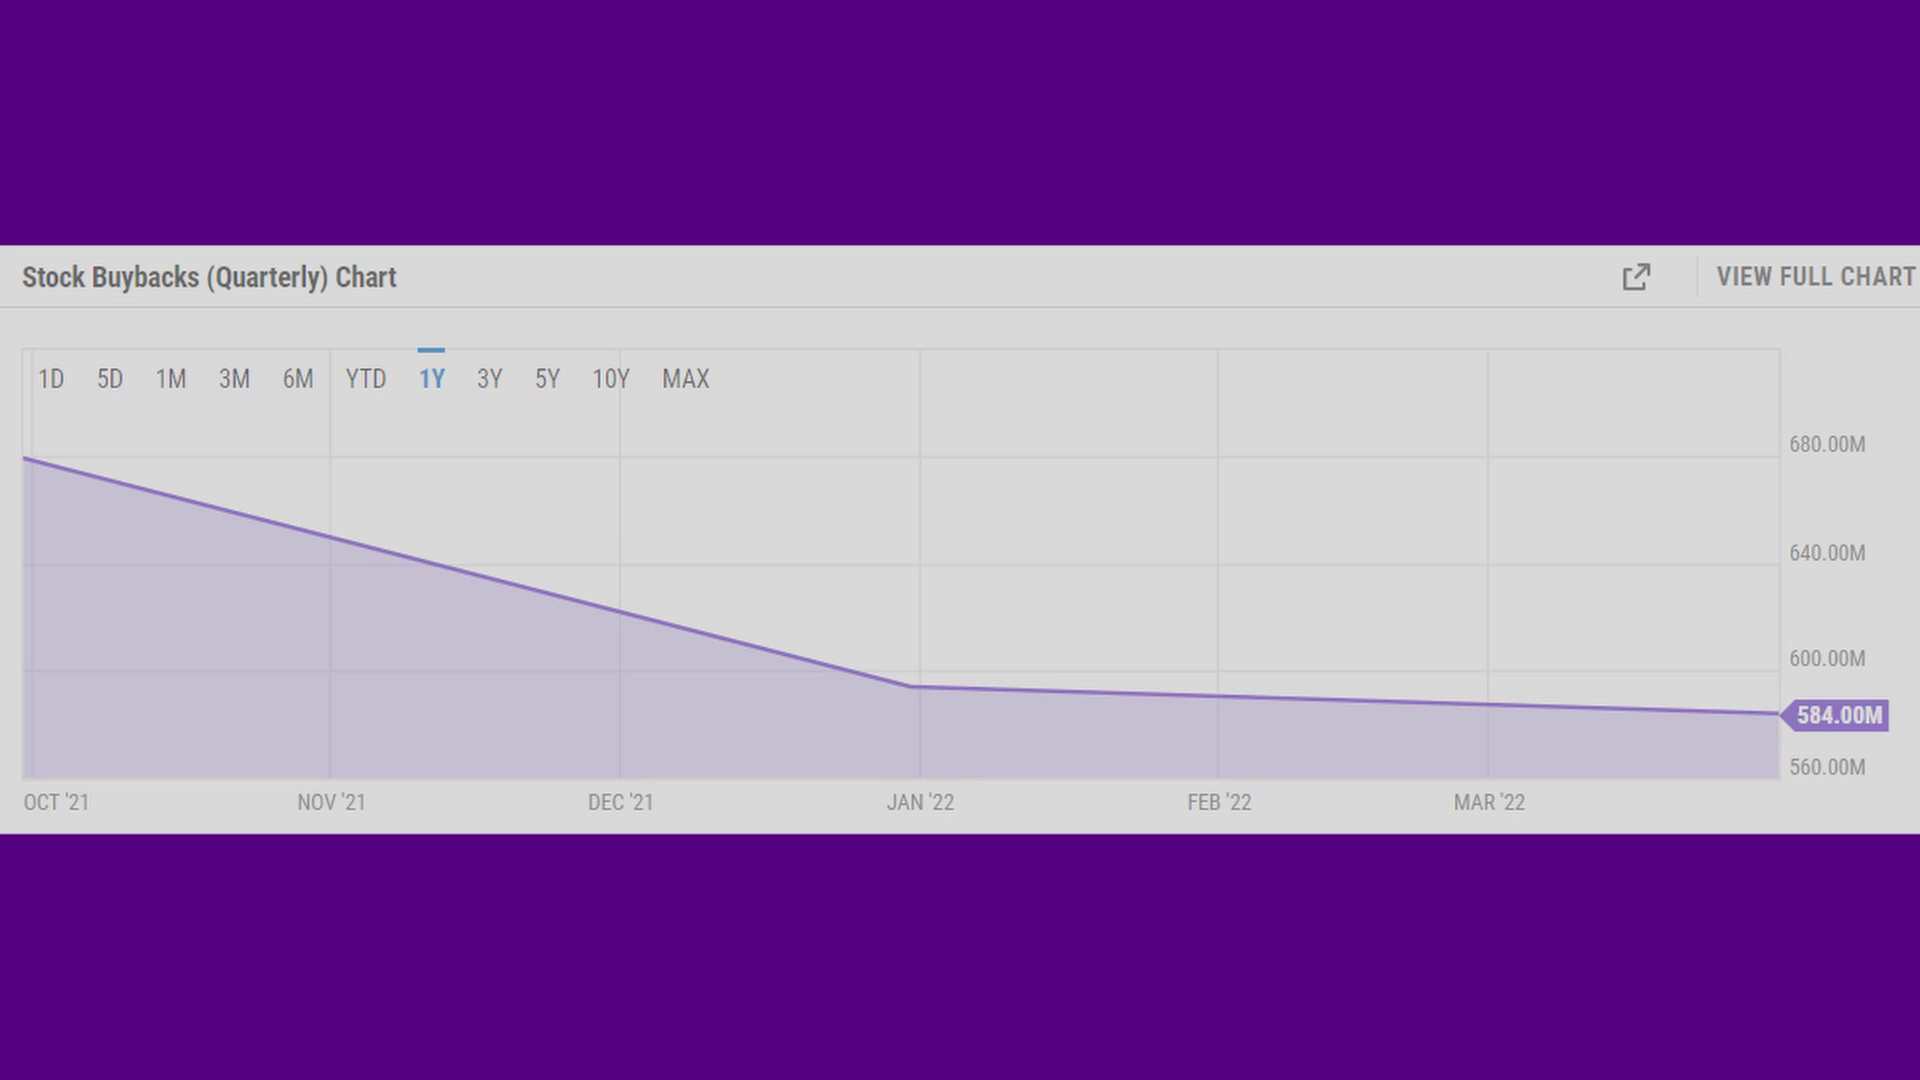 Stock Buybacks (Quarterly) Chart VIEW FULL CHART
1D 5D 1M 3M 6M YTD 1Y 3Y 5Y 10Y MAX
680.00M
640.00M
600.00M
584.00M
560.00M
OCT '21 NOV '21 DEC '21 JAN '22 FEB '22 MAR '22